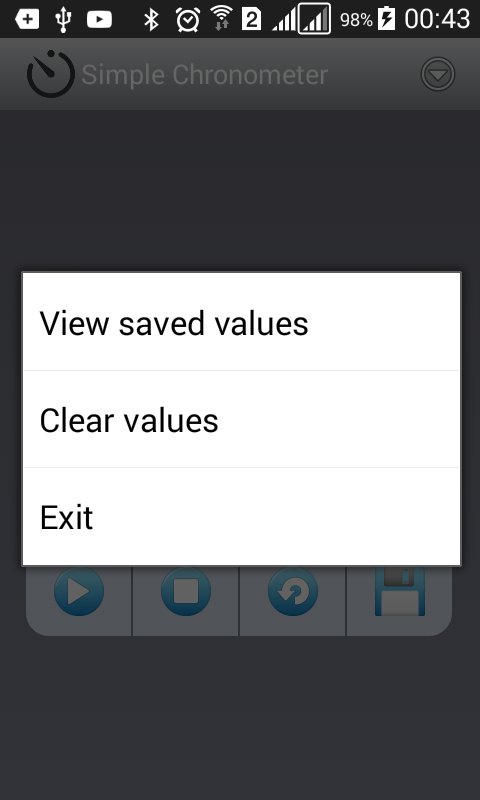 2 98% 00:43
Simple Chronometer
View saved values
Clear values
Exit